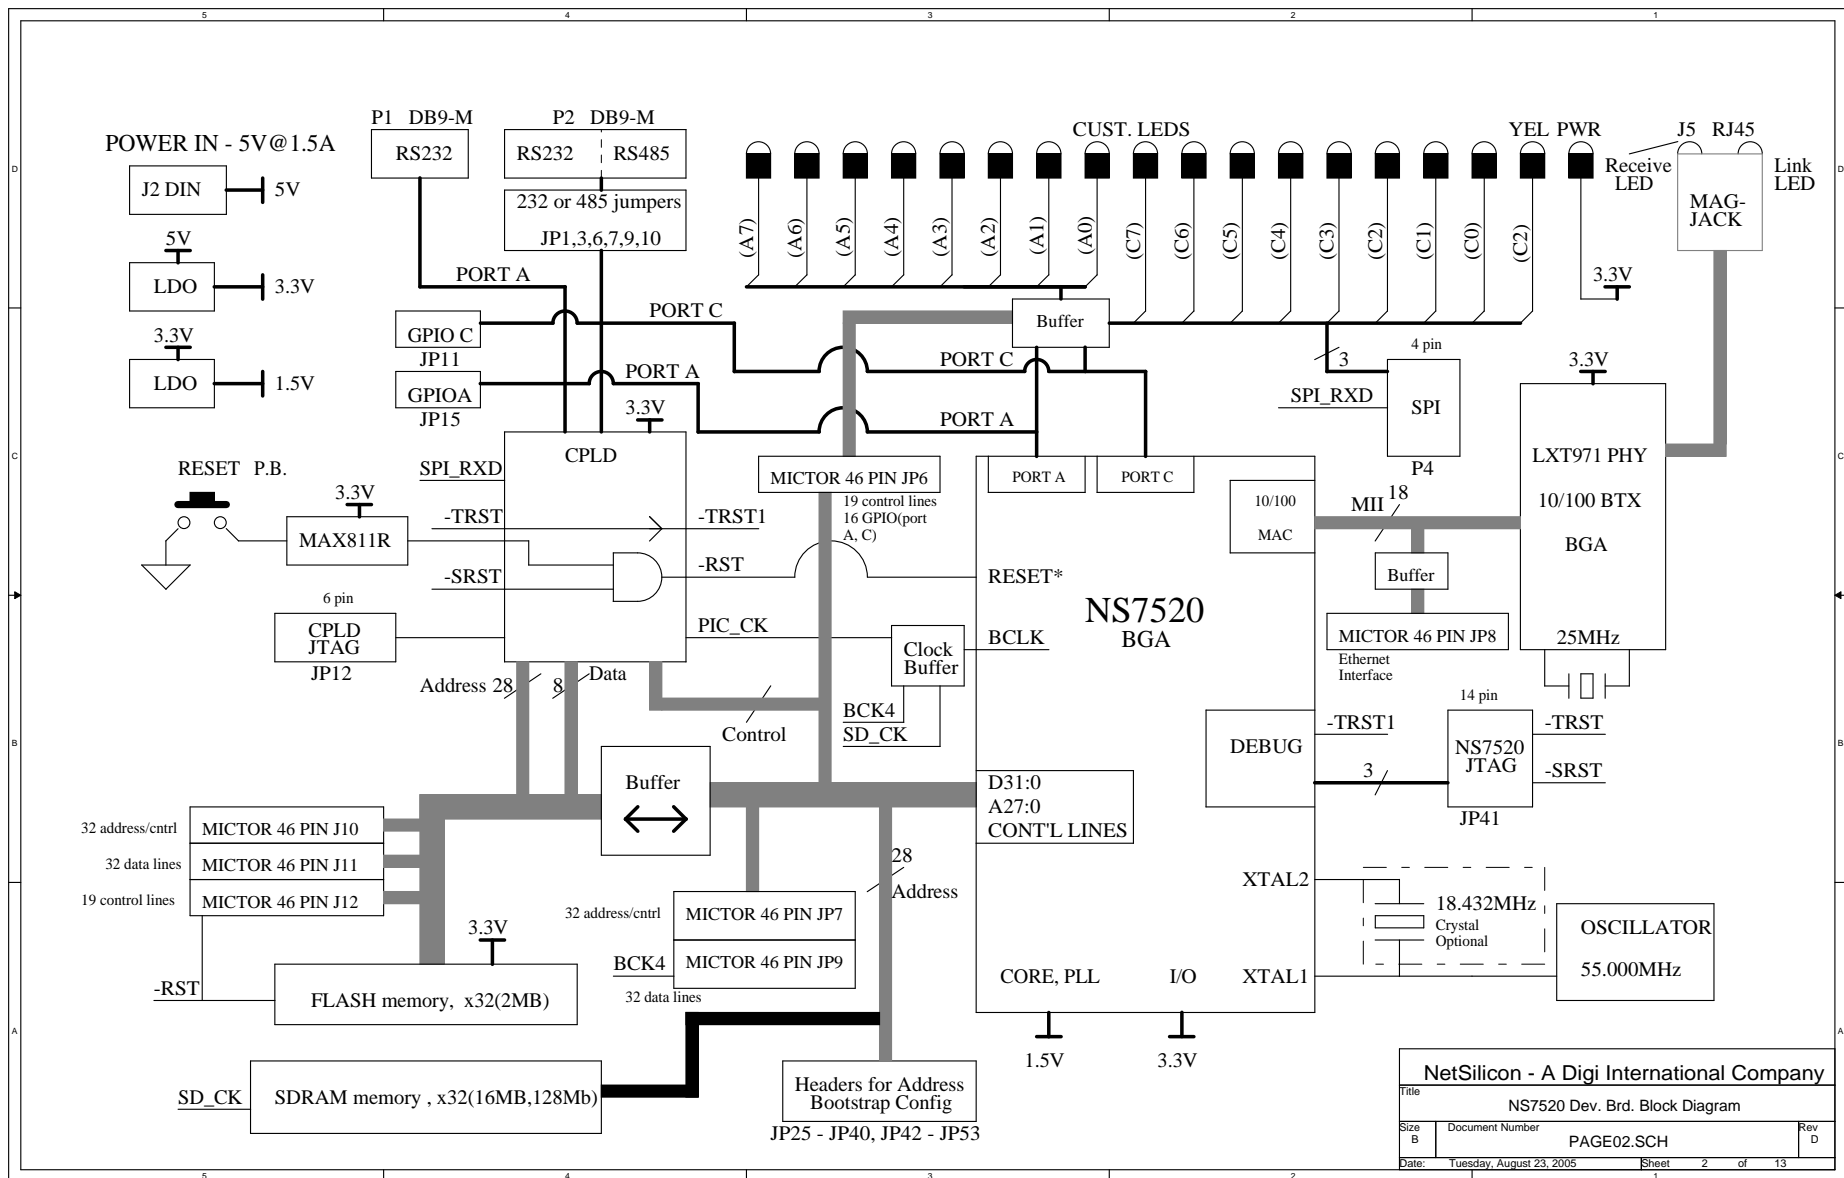 5 4 3 2 1
P1 DB9-M
P2 DB9-M
CUST. LEDS
YEL PWR
J5 RJ45
POWER IN - 5V@1.5A
RS232
RS232
RS485
Receive
LED
Link
LED
J2 DIN
5V
232 or 485 jumpers
JP1,3,6,7,9,10
MAG-
JACK
(A7)
(A6)
(A5)
(A4)
(A3)
(A2)
(A1)
(A0)
(C7)
(C6)
(C5)
(C4)
(C3)
(C2)
(C1)
(C0)
(C2)
5V
LDO
3.3V
PORT A
3.3V
PORT C
GPIO C
JP11
Buffer
3.3V
LDO
1.5V
PORT A
PORT C
GPIOA
JP15
3
4 pin
SPI_RXD
SPI
P4
3.3V
3.3V
PORT A
CPLD
RESET P.B.
SPI_RXD
MICTOR 46 PIN JP6
19 control lines
16 GPIO(port
A, C)
PORT A
PORT C
LXT971 PHY
10/100 BTX
BGA
25MHz
3.3V
MAX811R
-TRST
-TRST1
10/100
MAC
MII
18
-SRST
-RST
RESET*
NS7520
BGA
Buffer
6 pin
CPLD
JTAG
JP12
PIC_CK
Clock
Buffer
BCLK
MICTOR 46 PIN JP8
Ethernet
Interface
Address 28
8
Data
BCK4
SD_CK
Control
14 pin
-TRST1
DEBUG
NS7520
JTAG
JP41
-TRST
-SRST
3
Buffer
D31:0
A27:0
CONT'L LINES
32 address/cntrl
MICTOR 46 PIN J10
32 data lines
MICTOR 46 PIN J11
19 control lines
MICTOR 46 PIN J12
28
Address
XTAL2
18.432MHz
Crystal
Optional
OSCILLATOR
55.000MHz
32 address/cntrl
MICTOR 46 PIN JP7
3.3V
BCK4
MICTOR 46 PIN JP9
32 data lines
CORE, PLL
I/O
XTAL1
-RST
FLASH memory, x32(2MB)
1.5V
3.3V
SD_CK
SDRAM memory , x32(16MB,128Mb)
Headers for Address
Bootstrap Config
JP25 - JP40, JP42 - JP53
NetSilicon - A Digi International Company
Title
NS7520 Dev. Brd. Block Diagram
Size
B
Document Number
PAGE02.SCH
Rev
D
Date: Tuesday, August 23, 2005
Sheet 2 of 13
D
C
B
A
D
C
B
A
5 4 3 2 1